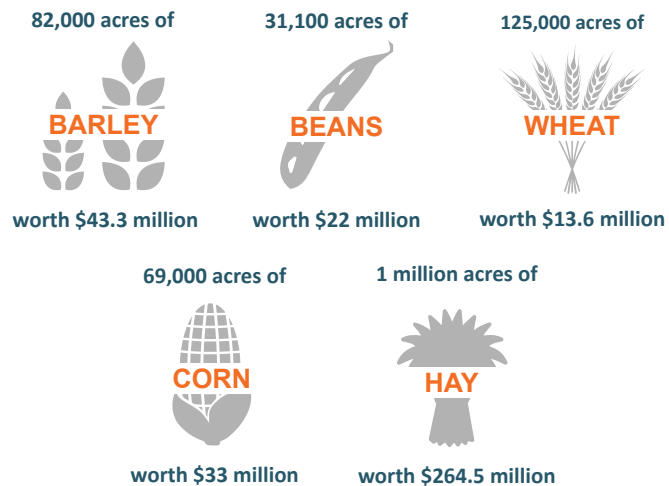 82,000 acres of
BARLEY
worth $43.3 million
31,100 acres of
BEANS
worth $22 million
125,000 acres of
WHEAT
worth $13.6 million
69,000 acres of
CORN
worth $33 million
1 million acres of
HAY
worth $264.5 million